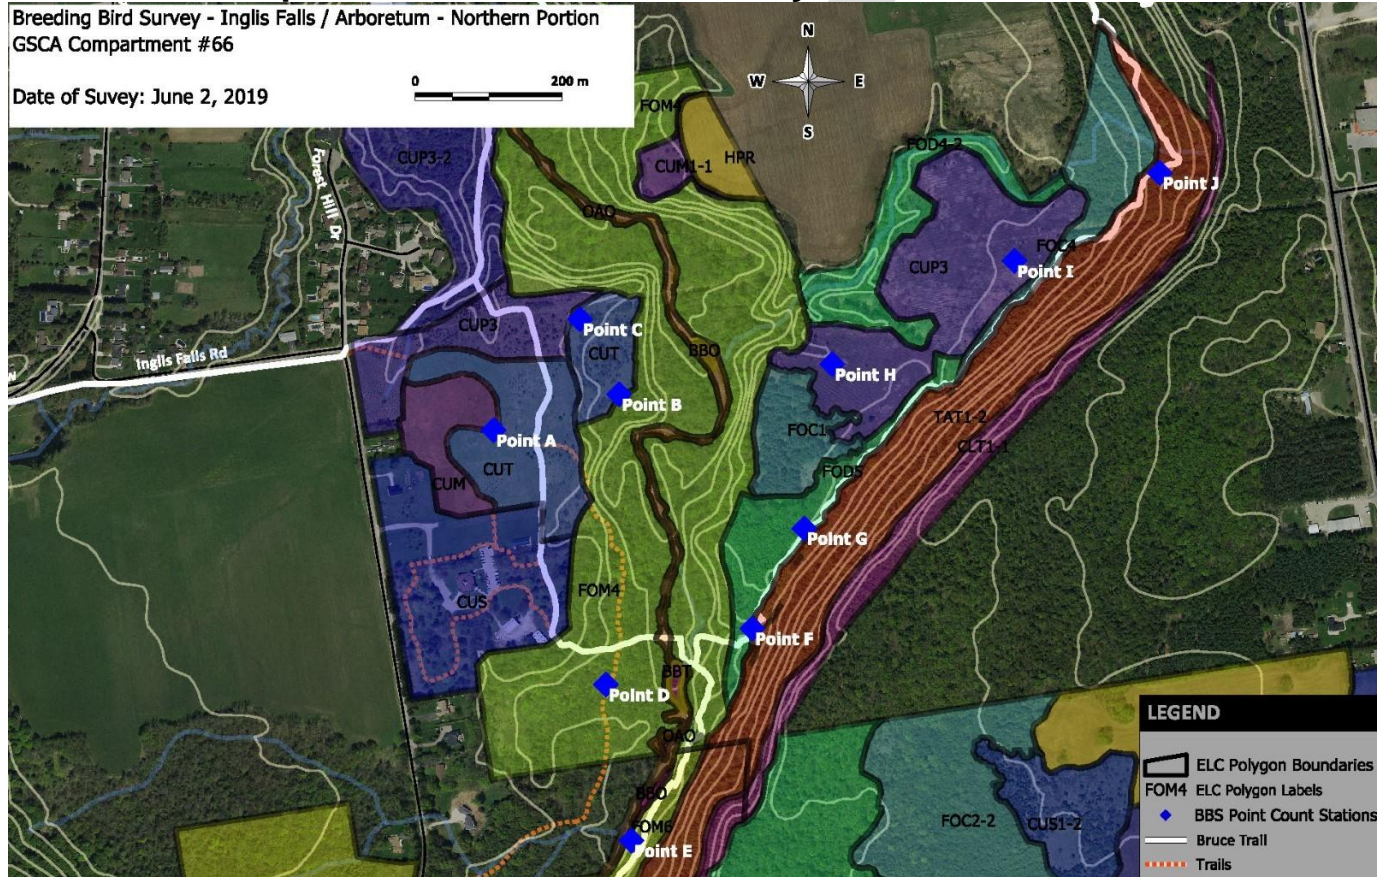 Breeding Bird Survey - Inglis Falls / Arboretum - Northern Portion
GSCA Compartment #66
Date of Suvey: June 2, 2019
0 200 m
N
W E
S
FOM4
CUP3-2
CUM1-1
HPR
FOD4-2
Forest Hill Dr
OAO
Point J
FOC4
CUP3
Point I
CUP3
Point C
CUT
Inglis Falls Rd
BBO
Point H
Point B
TAT1-2
FOC1
Point A
CLT1-1
CUT
CUM
FOD5
Point G
FOM4
CUS
Point F
BBT
Point D
OAO
LEGEND
ELC Polygon Boundaries
FOM4 ELC Polygon Labels
BBS Point Count Stations
Bruce Trail
Trails
BBO
FOM6
FOC2-2
CUS1-2
Point E